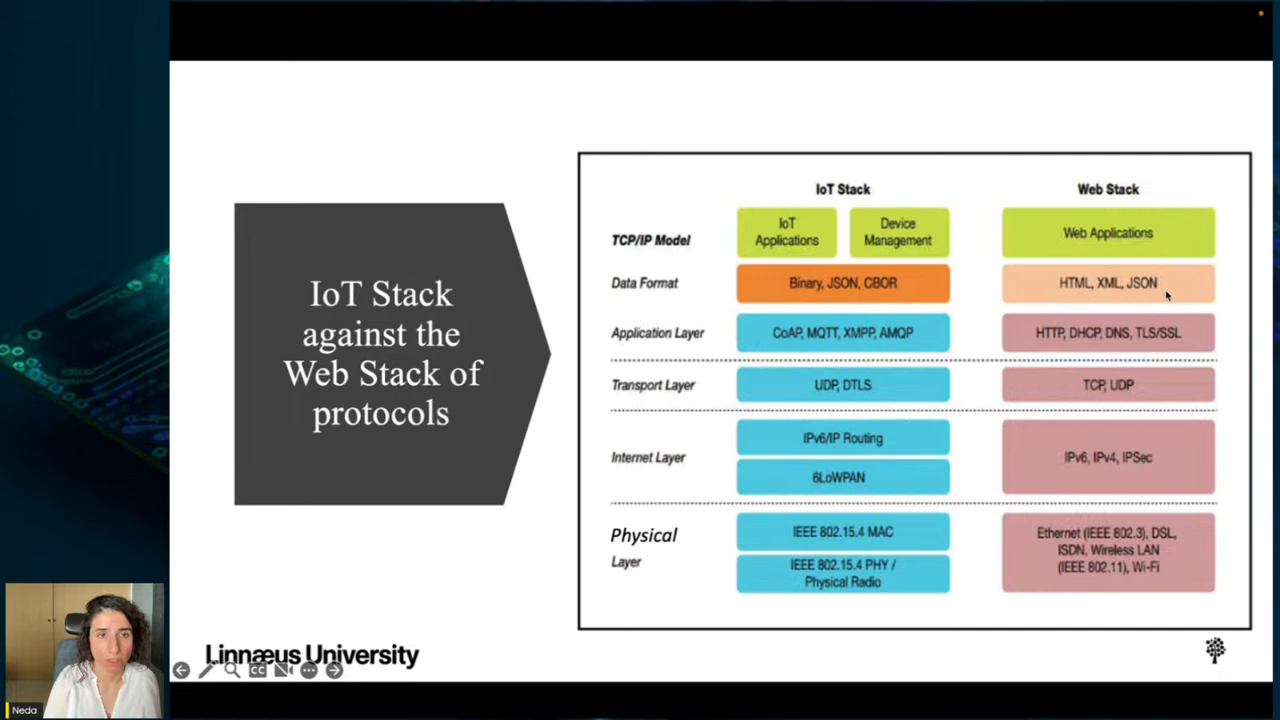 IoT Stack
against the
Web Stack of
protocols
IoT Stack
Web Stack
TCP/IP Model
IoT
Applications
Device
Management
Web Applications
Data Format
Binary, JSON, CBOR
HTML, XML, JSON
Application Layer
CoAP, MQTT, XMPP, AMQP
HTTP, DHCP, DNS, TLS/SSL
Transport Layer
UDP, DTLS
TCP, UDP
Internet Layer
IPv6/IP Routing
6LoWPAN
IPv6, IPv4, IPSec
Physical
Layer
IEEE 802.15.4 MAC
IEEE 802.15.4 PHY /
Physical Radio
Ethernet (IEEE 802.3), DSL,
ISDN, Wireless LAN
(IEEE 802.11), Wi-Fi
Linnæus University
CC
Neda